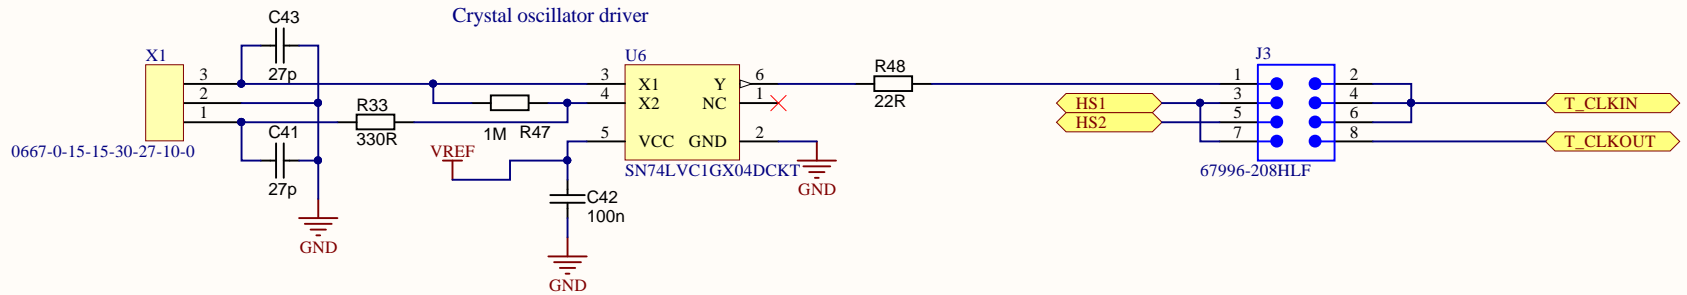 Crystal oscillator driver
C43
27p
X1
3
2
1
0667-0-15-15-30-27-10-0
R33
330R
C41
27p
GND
1M
R47
VREF
C42
100n
GND
U6
3
X1
Y
6
4
X2
NC
1
5
VCC
GND
2
SN74LVC1GX04DCKT
GND
R48
22R
J3
1
2
3
4
5
6
7
8
67996-208HLF
HS1
HS2
T_CLKIN
T_CLKOUT